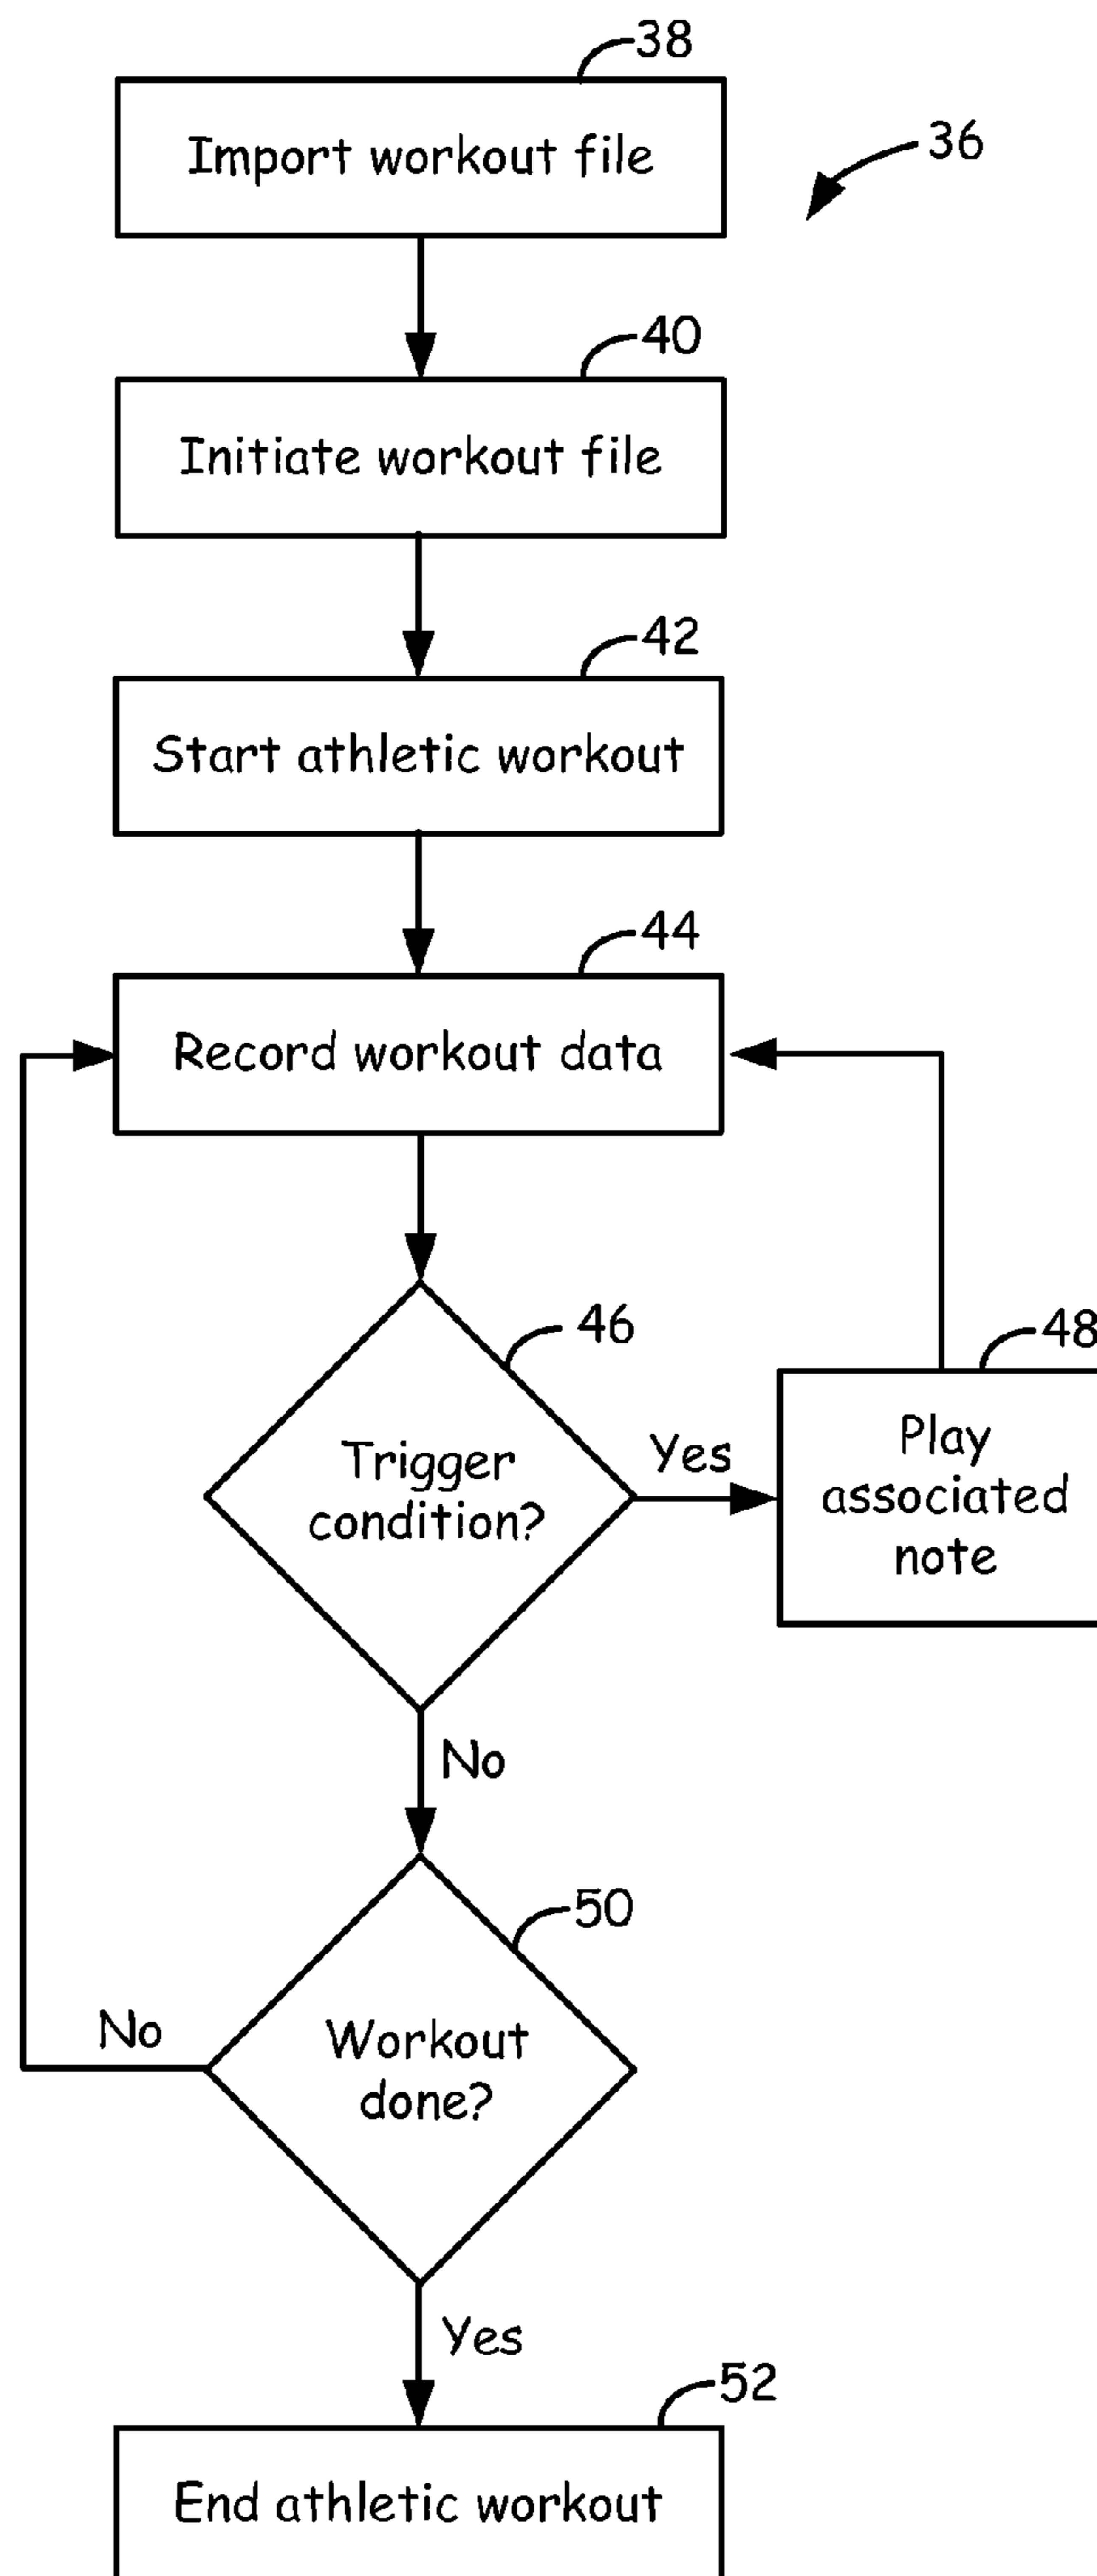 38
Import workout file
36
40
Initiate workout file
42
Start athletic workout
44
Record workout data
46
48
Trigger
condition?
Yes
Play
associated
note
No
50
Workout
done?
No
Yes
52
End athletic workout